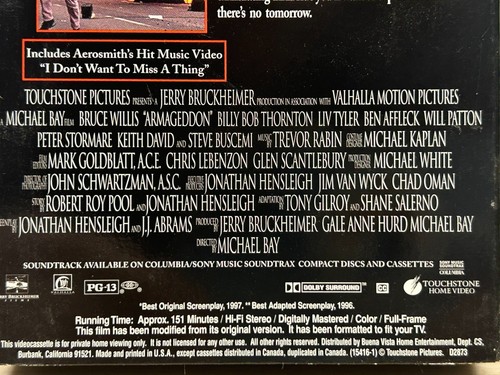 there's no tomorrow.
Includes Aerosmith's Hit Music Video
"I Don't Want To Miss A Thing"
TOUCHSTONE PICTURES PRESENTS A JERRY BRUCKHEIMER PRODUCTION IN ASSOCIATION WITH VALHALLA MOTION PICTURES
A MICHAEL BAY FILM BRUCE WILLIS "ARMAGEDDON" BILLY BOB THORNTON LIV TYLER BEN AFFLECK WILL PATTON
PETER STORMARE KEITH DAVID AND STEVE BUSCEMI MUSIC BY TREVOR RABIN COSTUME DESIGNER MICHAEL KAPLAN
FILM EDITORS MARK GOLDBLATT, A.C.E. CHRIS LEBENZON GLEN SCANTLEBURY PRODUCTION DESIGNER MICHAEL WHITE
DIRECTOR OF PHOTOGRAPHY JOHN SCHWARTZMAN, A.S.C. EXECUTIVE PRODUCERS JONATHAN HENSLEIGH JIM VAN WYCK CHAD OMAN
STORY BY ROBERT ROY POOL AND JONATHAN HENSLEIGH ADAPTATION BY TONY GILROY AND SHANE SALERNO
JONATHAN HENSLEIGH AND J.J. ABRAMS PRODUCED BY JERRY BRUCKHEIMER GALE ANNE HURD MICHAEL BAY
DIRECTED BY MICHAEL BAY
SOUNDTRACK AVAILABLE ON COLUMBIA/SONY MUSIC SOUNDTRAX COMPACT DISCS AND CASSETTES COLUMBIA
VALHALLA PG-13 DOLBY SURROUND CC TOUCHSTONE
HOME VIDEO
*Best Original Screenplay, 1997. ** Best Adapted Screenplay, 1996.
Running Time: Approx. 151 Minutes / Hi-Fi Stereo / Digitally Mastered / Color / Full-Frame
This film has been modified from its original version. It has been formatted to fit your TV.
This videocassette is for private home viewing only. It is not licensed for any other use. All other rights reserved. Distributed by Buena Vista Home Entertainment, Dept. CS,
Burbank, California 91521. Made and printed in U.S.A., except cassettes distributed in Canada, duplicated in Canada. (15416-1) © Touchstone Pictures. D2873